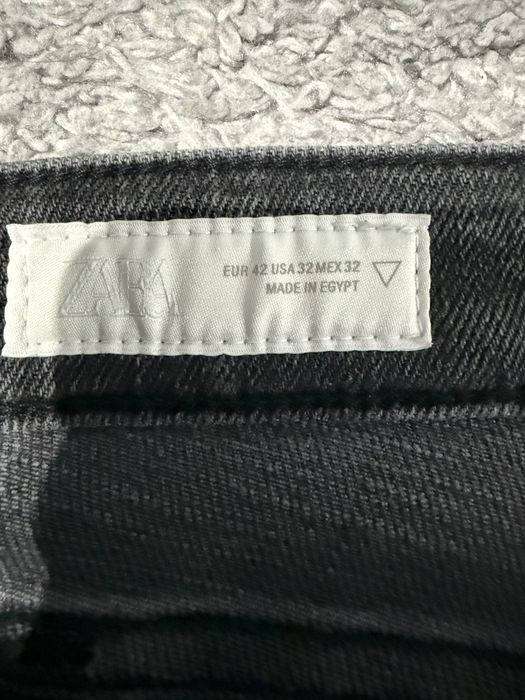 ZARA
EUR 42 USA 32 MEX 32
MADE IN EGYPT